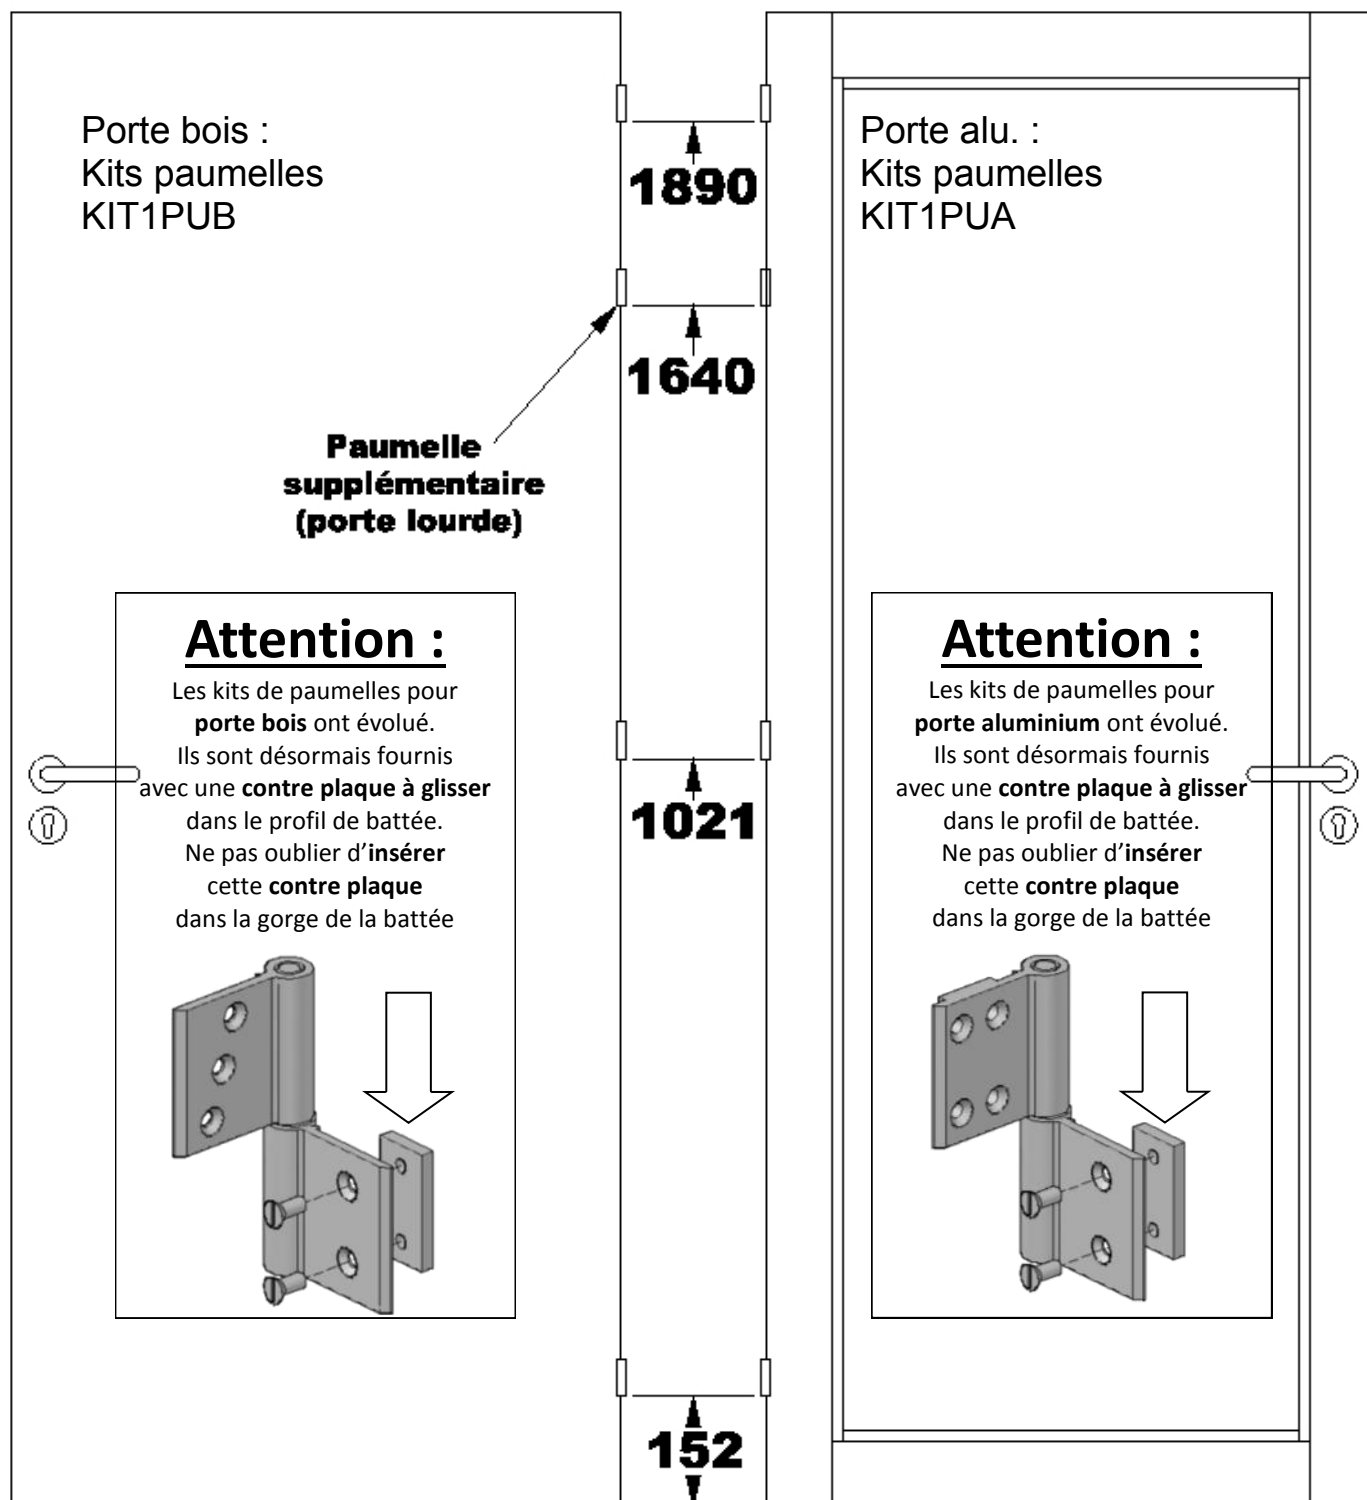 Porte bois :
Kits paumelles
KIT1PUB
Porte alu. :
Kits paumelles
KIT1PUA
1890
1640
Paumelle
supplémentaire
(porte lourde)
Attention :
Les kits de paumelles pour
porte bois ont évolué.
Ils sont désormais fournis
avec une contre plaque à glisser
dans le profil de battée.
Ne pas oublier d’insérer
cette contre plaque
dans la gorge de la battée
1021
Attention :
Les kits de paumelles pour
porte aluminium ont évolué.
Ils sont désormais fournis
avec une contre plaque à glisser
dans le profil de battée.
Ne pas oublier d’insérer
cette contre plaque
dans la gorge de la battée
152